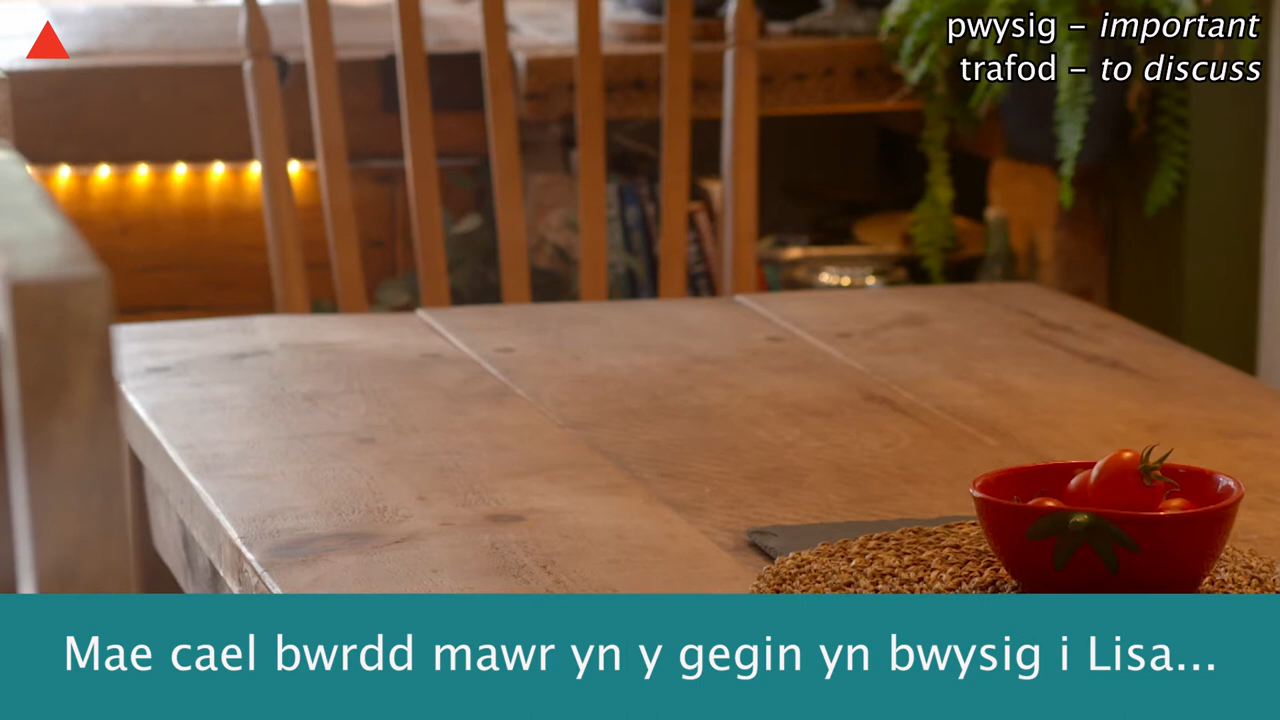 pwysig – important
trafod – to discuss
Mae cael bwrdd mawr yn y gegin yn bwysig i Lisa...